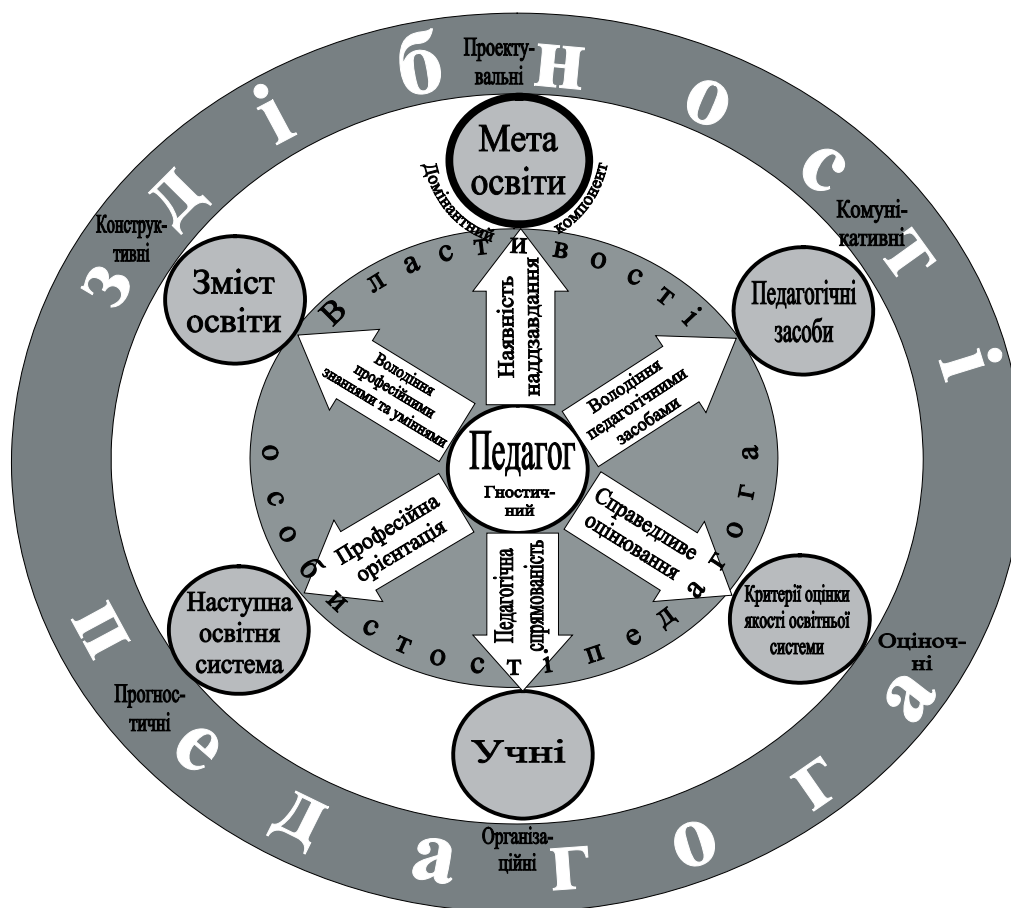 Здібності
педагога
Проекту-
вальні
Мета
освіти
Домінантний компонент
Конструк-
тивні
Комуні-
кативні
Зміст
освіти
Педагогічні
засоби
Властивості
особистості педагога
Наявність
наддзавдання
Володіння
професійними
знаннями та уміннями
Володіння
педагогічними
засобами
Педагог
Гностич-
ний
Професійна
орієнтація
Педагогічна
спрямованість
Справедливе
оцінювання
Наступна
освітня
система
Критерії оцінки
якості освітньої
системи
Прогнос-
тичні
Оціноч-
ні
Учні
Організа-
ційні